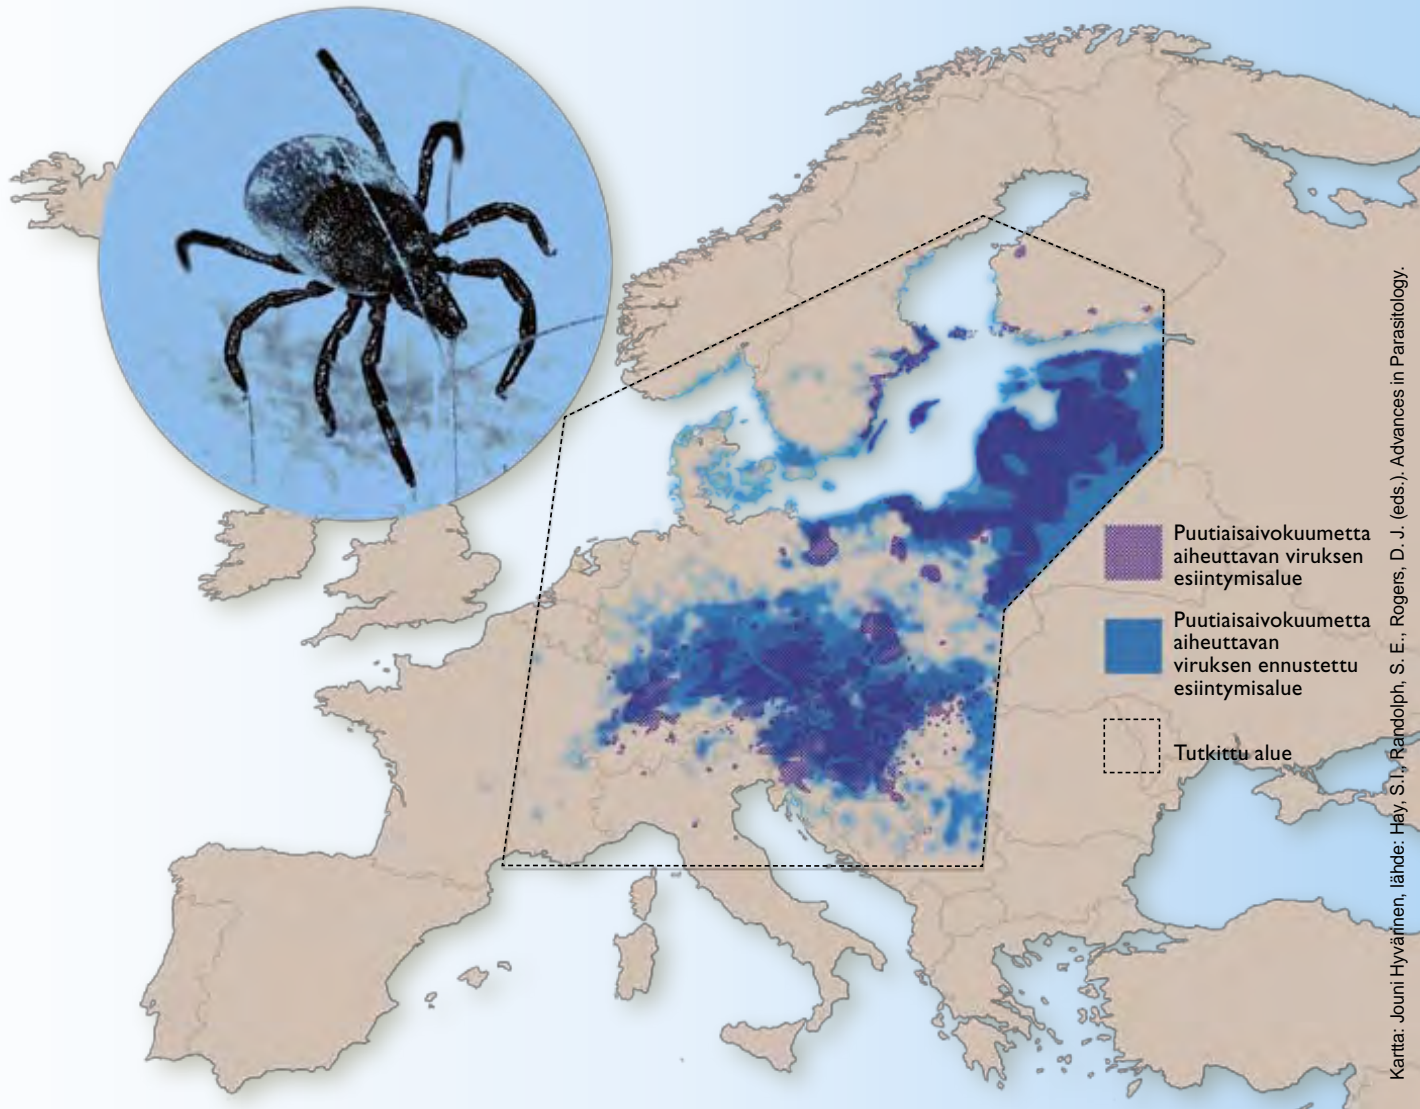 Puutiaisaivokuumetta
aiheuttavan viruksen
esiintymisalue
Puutiaisaivokuumetta
aiheuttavan
viruksen ennustettu
esiintymisalue
Tutkittu alue
Kartta: Jouni Hyvärinen, lähde: Hay, S.I., Randolph, S. E., Rogers, D. J. (eds.). Advances in Parasitology.